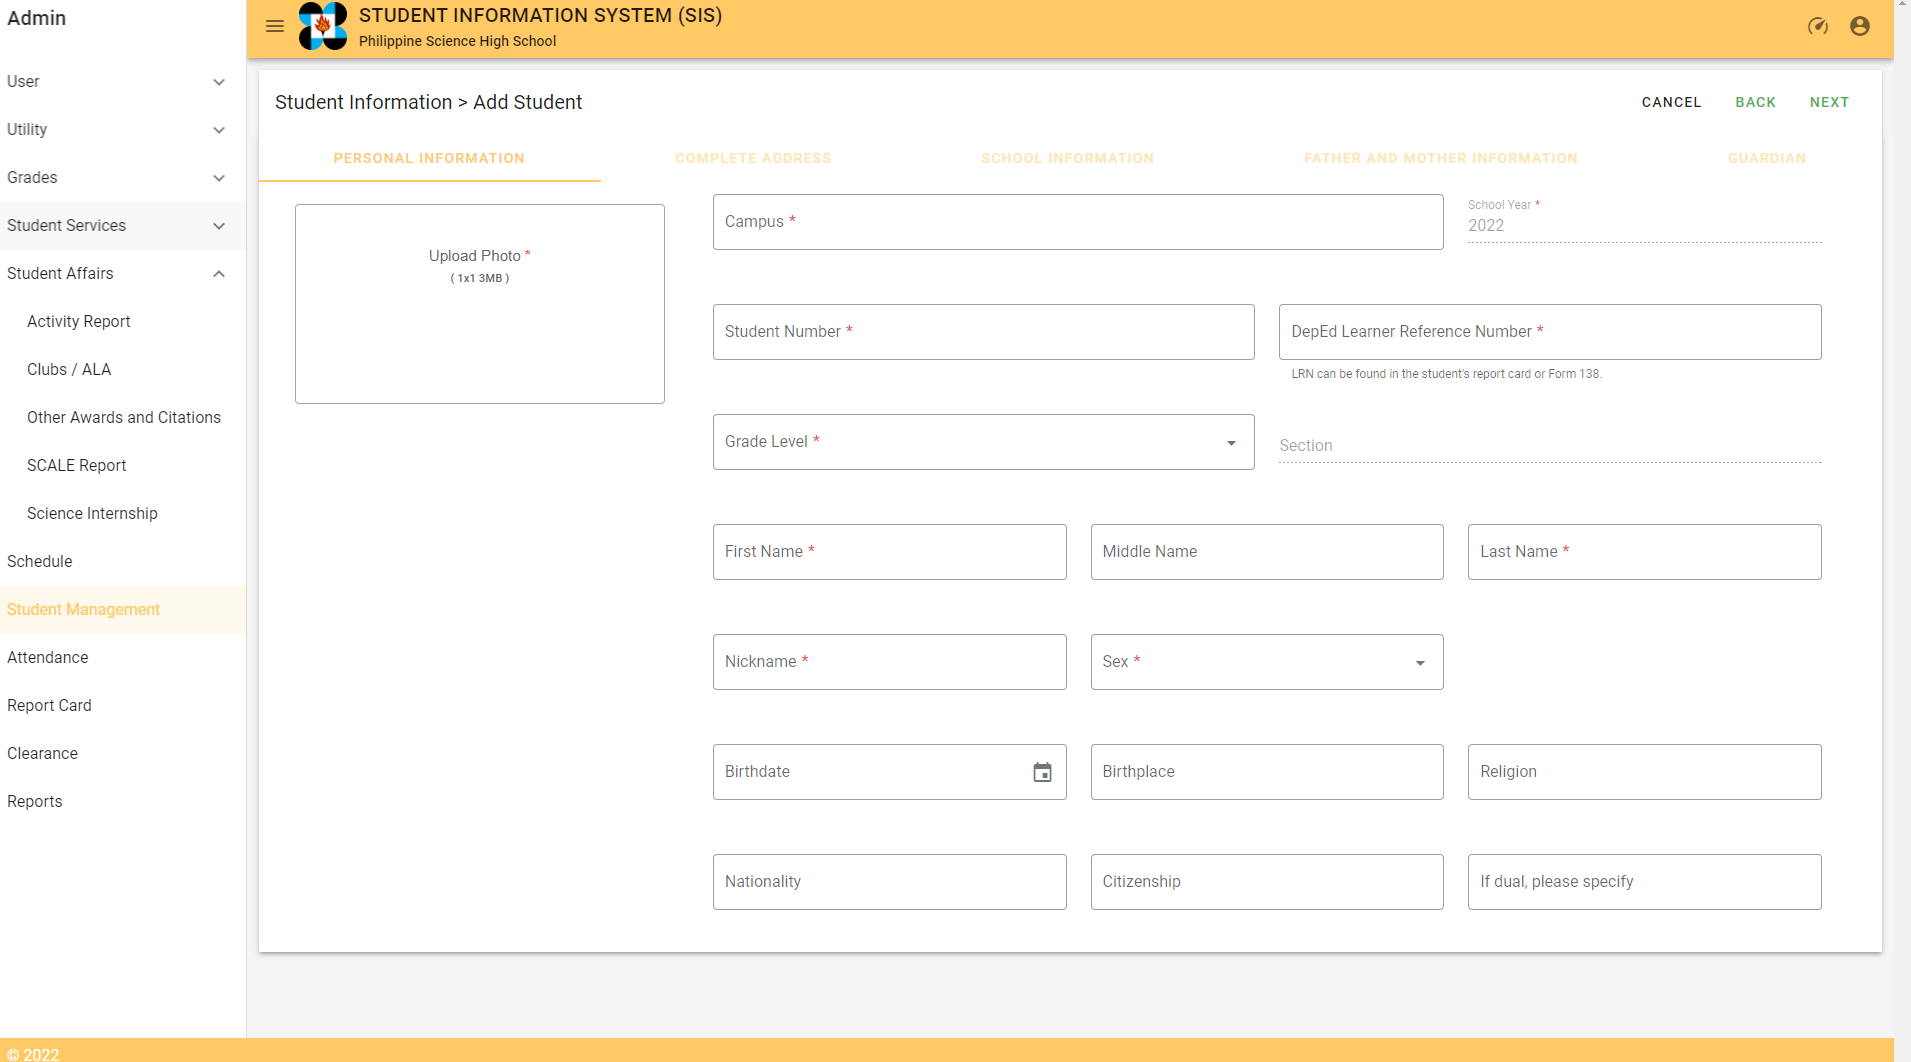 Admin
STUDENT INFORMATION SYSTEM (SIS)
Philippine Science High School
User
Utility
Grades
Student Services
Student Affairs
Activity Report
Clubs / ALA
Other Awards and Citations
SCALE Report
Science Internship
Schedule
Student Management
Attendance
Report Card
Clearance
Reports
Student Information > Add Student
CANCEL BACK NEXT
PERSONAL INFORMATION COMPLETE ADDRESS SCHOOL INFORMATION FATHER AND MOTHER INFORMATION GUARDIAN
Upload Photo *
( 1x1 3MB )
Campus *
School Year *
2022
Student Number *
DepEd Learner Reference Number *
LRN can be found in the student's report card or Form 138.
Grade Level *
Section
First Name *
Middle Name
Last Name *
Nickname *
Sex *
Birthdate
Birthplace
Religion
Nationality
Citizenship
If dual, please specify
© 2022